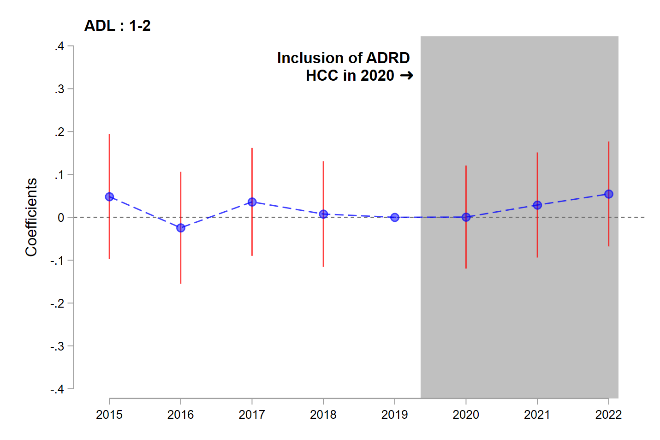 ADL : 1-2
.4
Inclusion of ADRD
HCC in 2020 →
.3
.2
.1
0
-.1
-.2
-.3
-.4
Coefficients
2015 2016 2017 2018 2019 2020 2021 2022